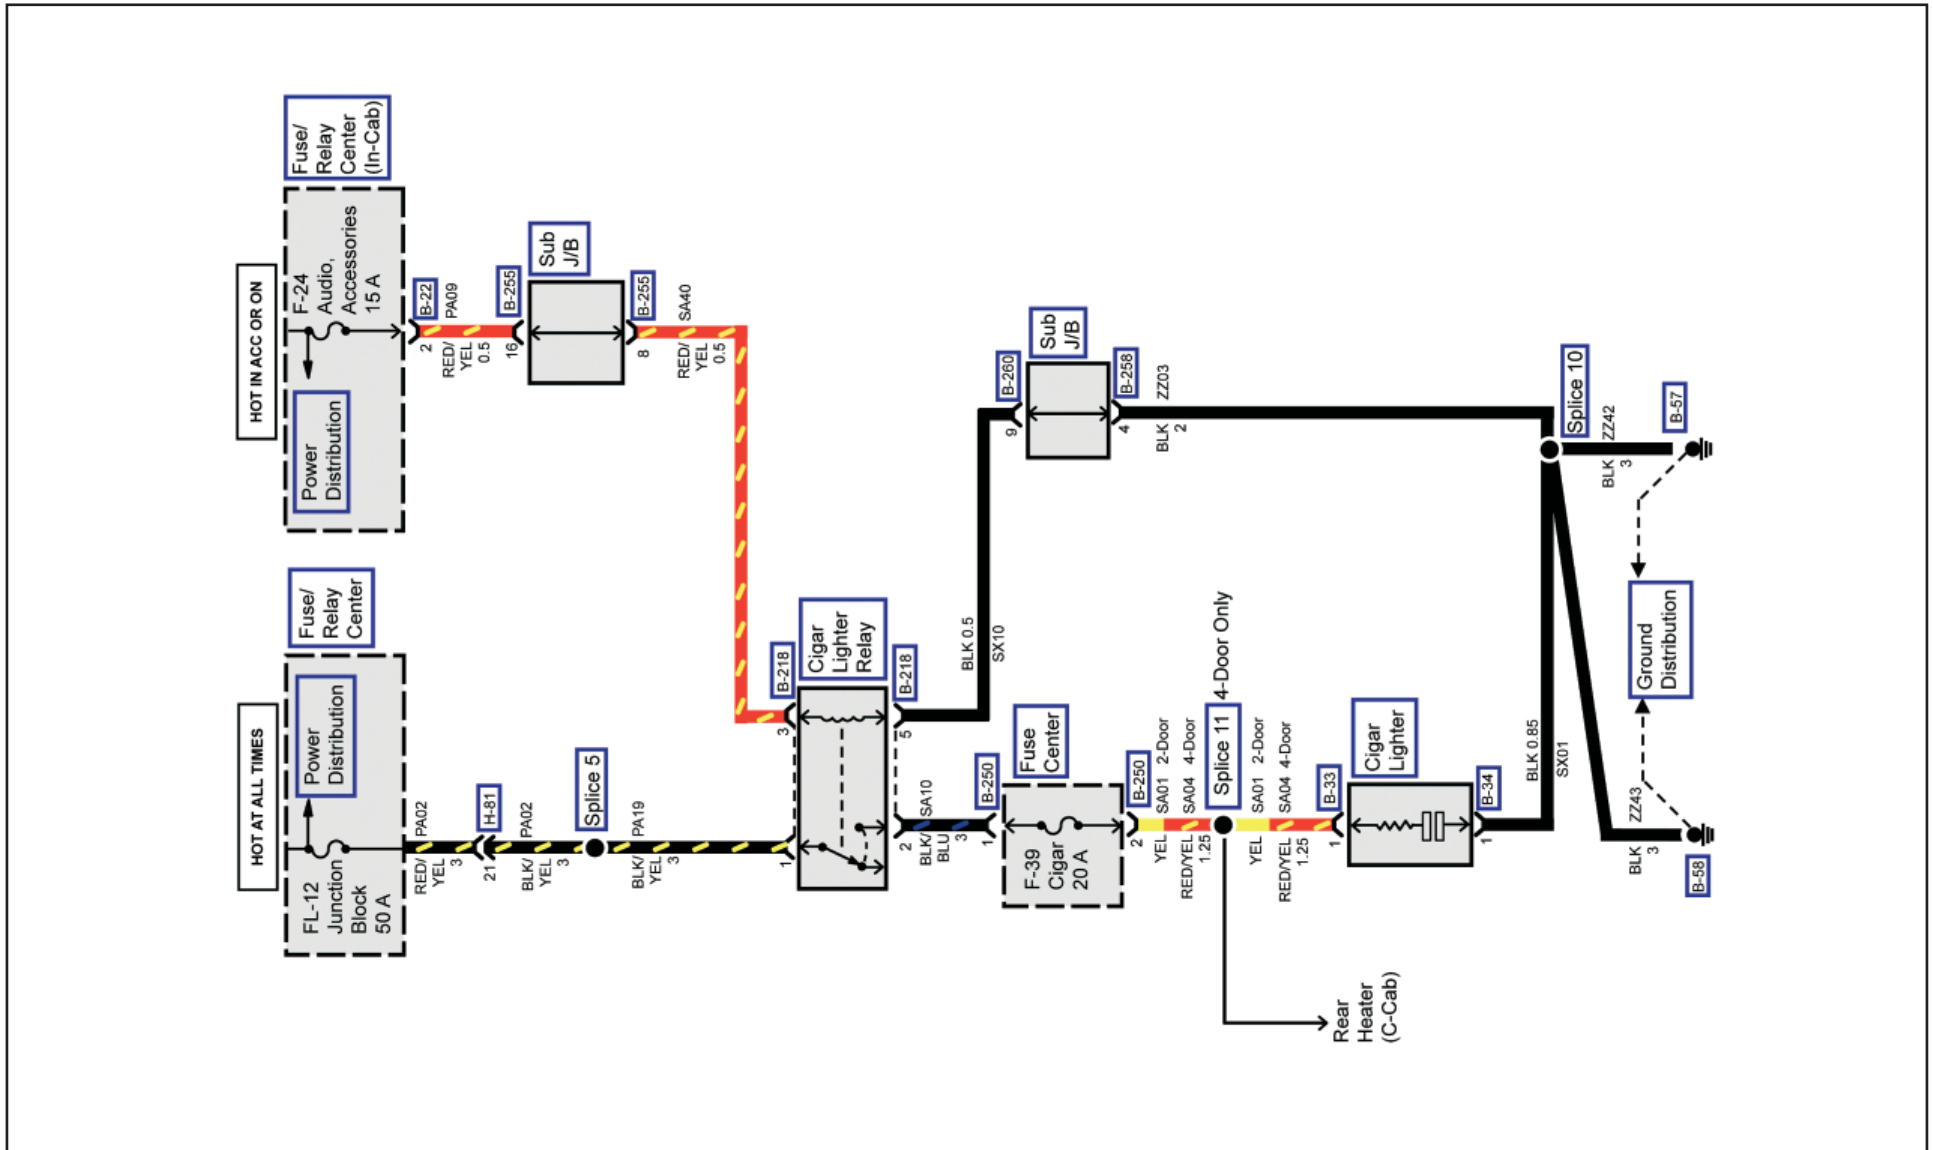 HOT AT ALL TIMES
HOT IN ACC OR ON
FL-12
Junction
Block
50 A
Power
Distribution
Fuse/
Relay
Center
Power
Distribution
F-24
Audio,
Accessories
15 A
Fuse/
Relay
Center
(In-Cab)
RED/
YEL
3
PA02
21
H-81
BLK/
YEL
3
PA02
Splice 5
BLK/
YEL
3
PA19
2
B-22
RED/
YEL
0.5
PA09
16
B-255
Sub
J/B
8
B-255
RED/
YEL
0.5
SA40
1
3
B-218
Cigar
Lighter
Relay
2
5
B-218
BLK/
BLU
3
SA10
BLK 0.5
SX10
1
B-250
F-39
Cigar
20 A
Fuse
Center
9
B-260
Sub
J/B
4
B-258
BLK
2
ZZ03
2
B-250
YEL
SA01 2-Door
RED/YEL
1.25
SA04 4-Door
Splice 11
4-Door Only
YEL
SA01 2-Door
RED/YEL
1.25
SA04 4-Door
Rear
Heater
(C-Cab)
1
B-33
Cigar
Lighter
1
B-34
BLK 0.85
SX01
Splice 10
BLK
3
ZZ42
B-57
BLK
3
ZZ43
B-58
Ground
Distribution